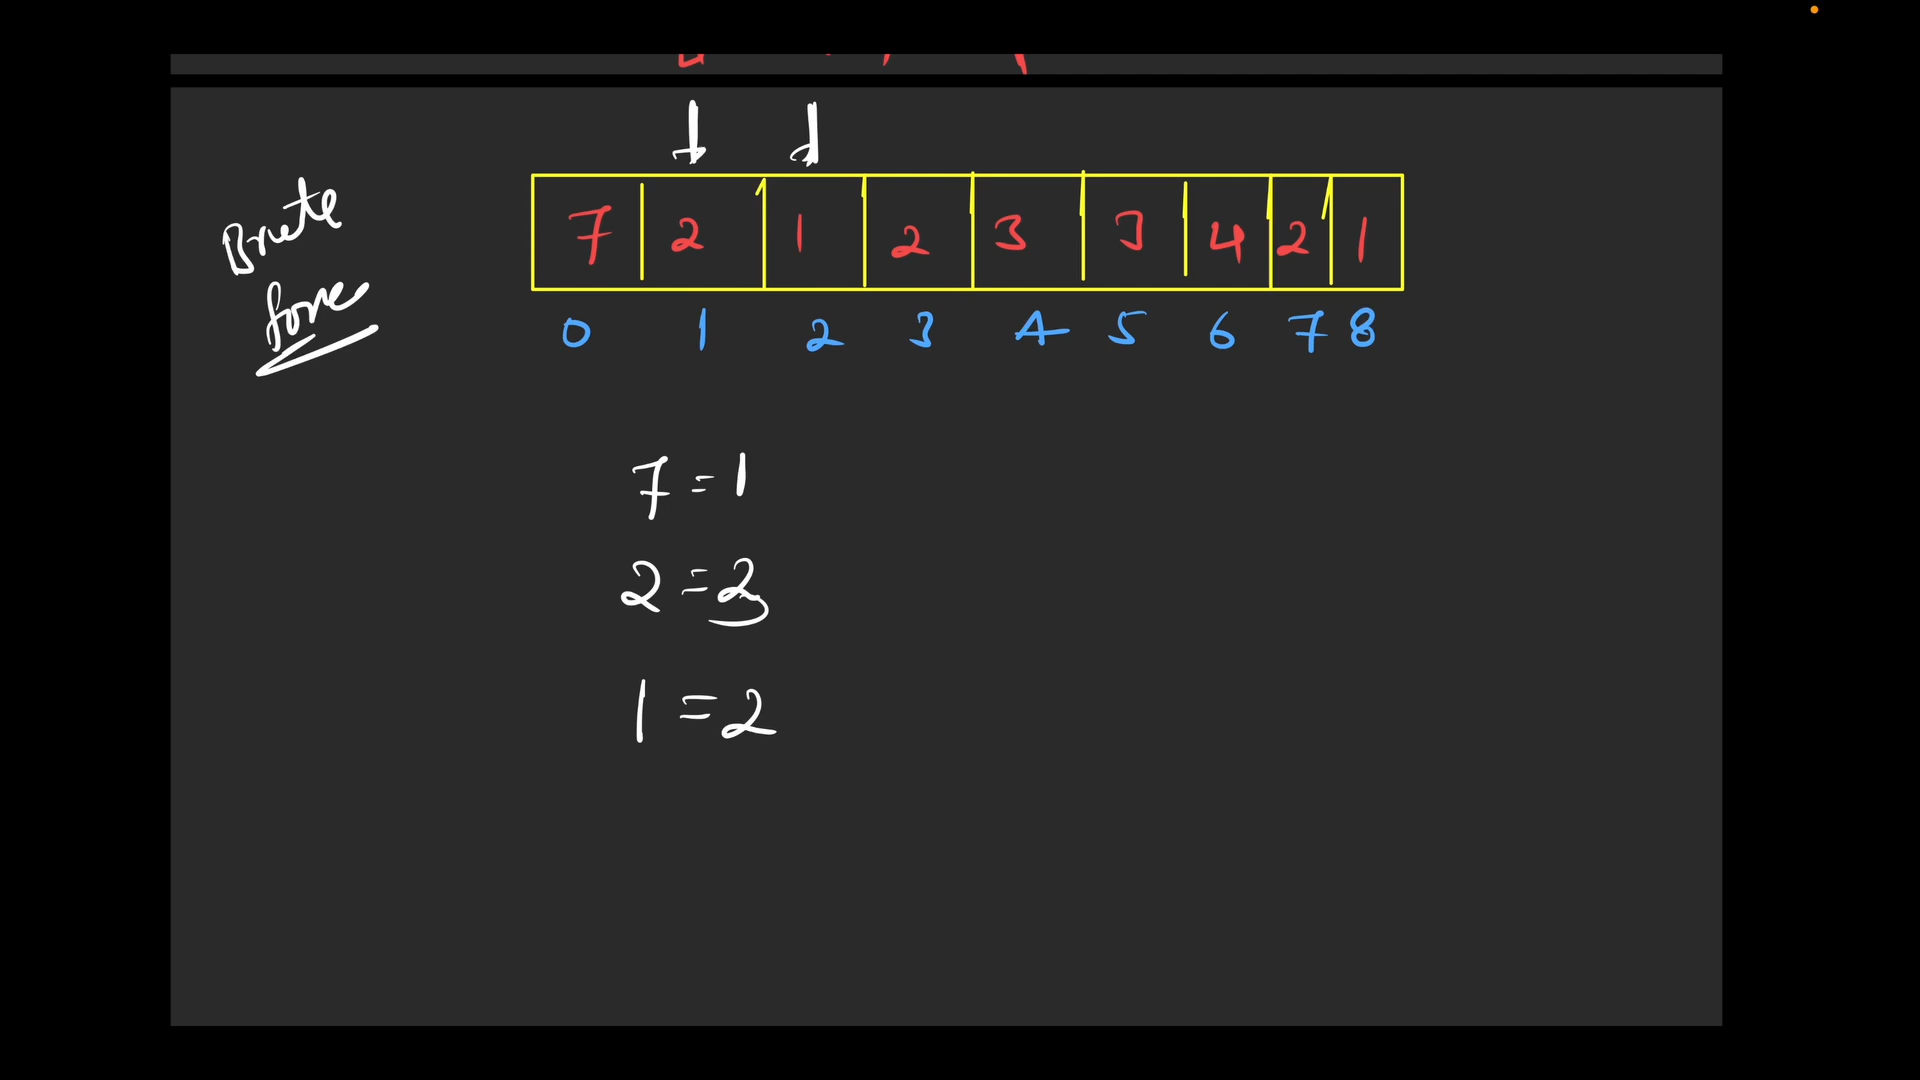 Brute
force
7 2 1 2 3 3 4 2 1
0 1 2 3 4 5 6 7 8
7 = 1
2 = 2
1 = 2